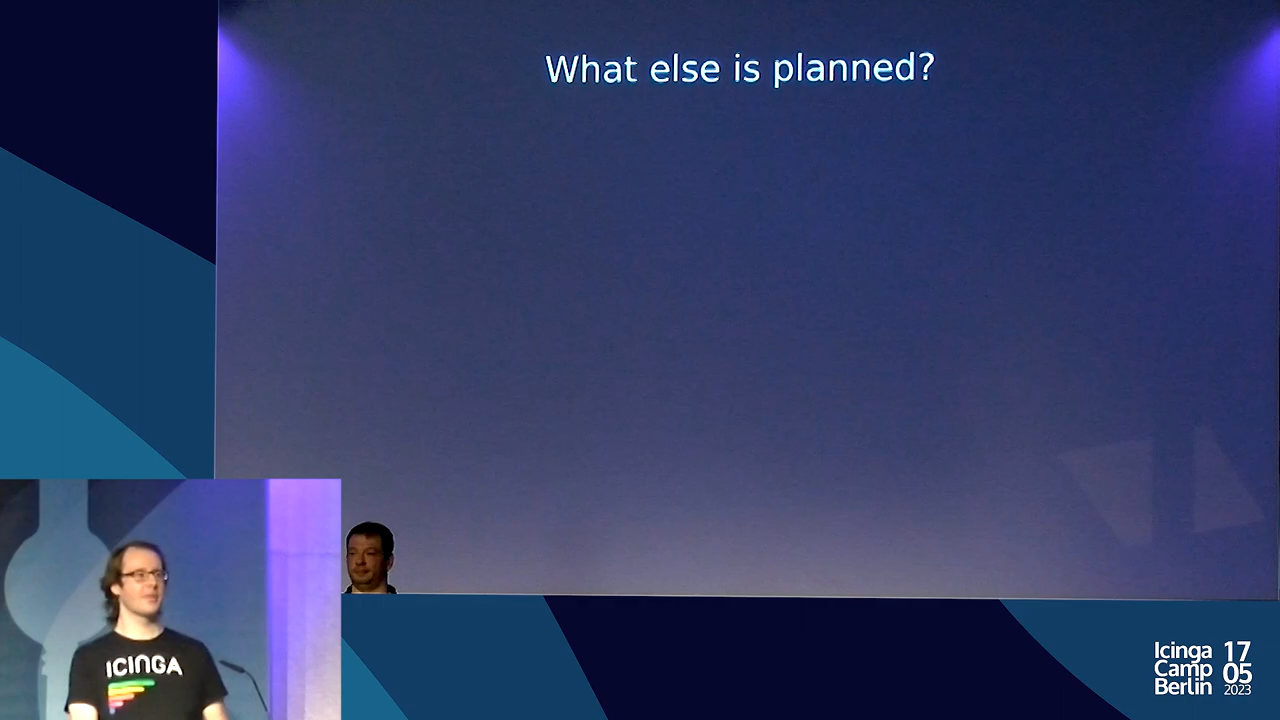 What else is planned?
ICINGA
Icinga
Camp
Berlin
17
05
2023